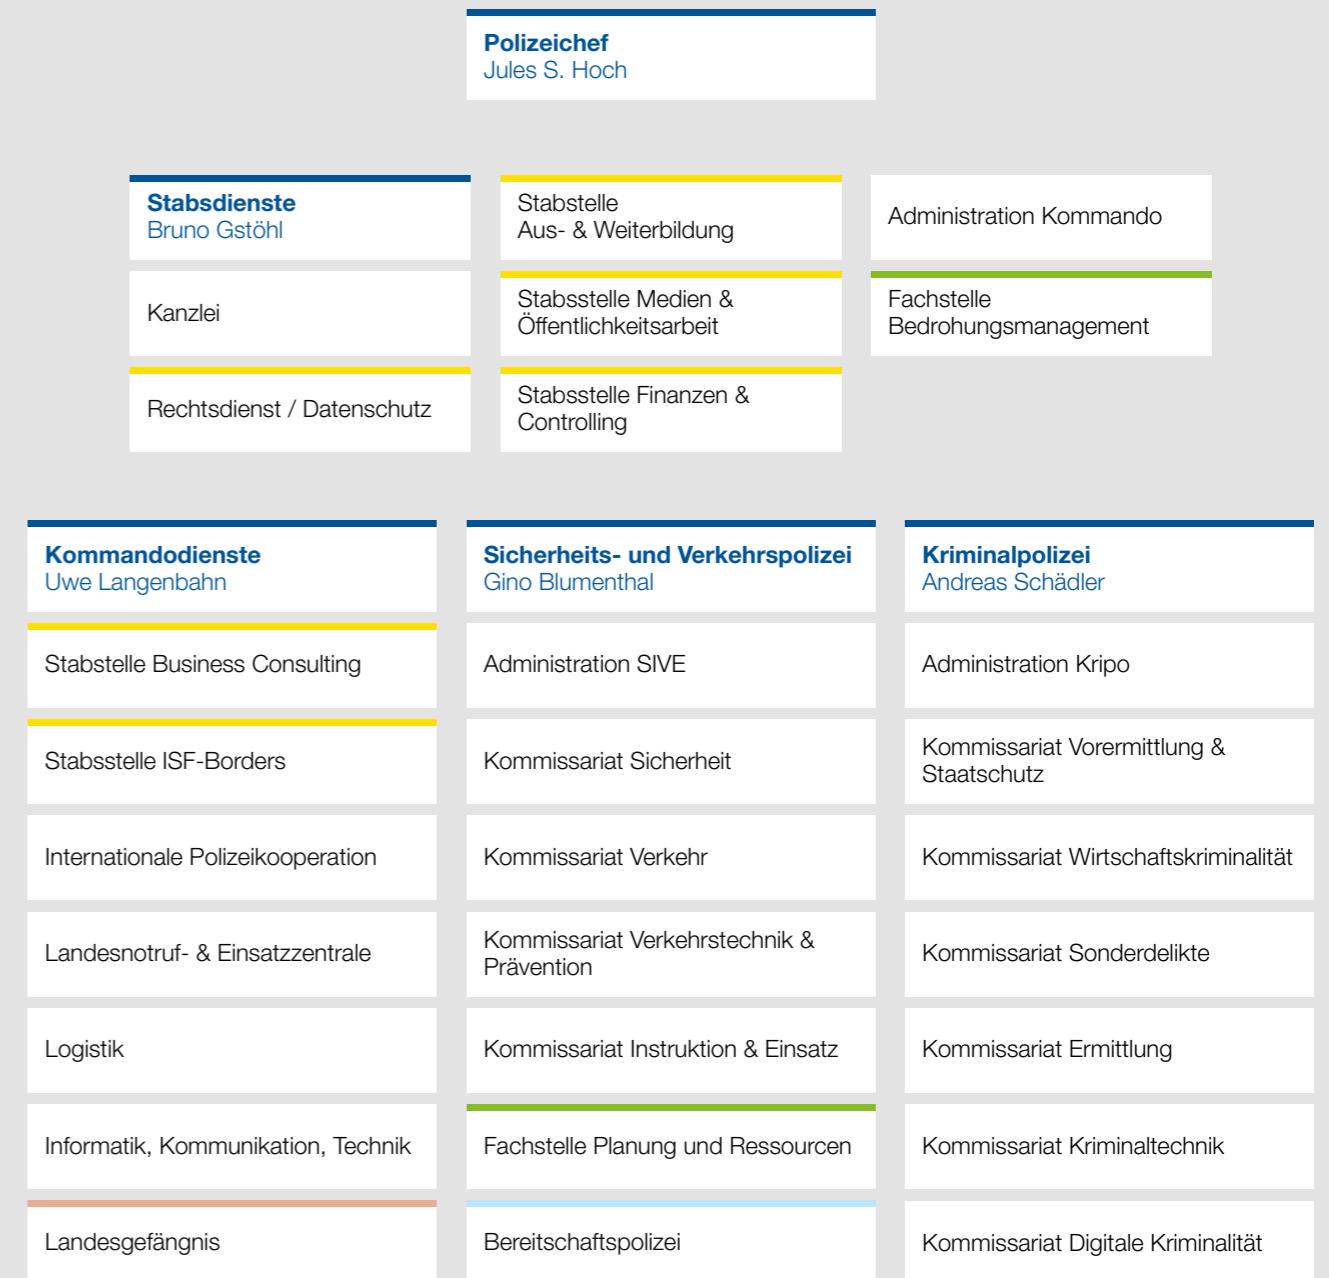 Polizeichef
Jules S. Hoch
Stabsdienste
Bruno Gstöhl
Kanzlei
Rechtsdienst / Datenschutz
Stabstelle
Aus- & Weiterbildung
Stabsstelle Medien &
Öffentlichkeitsarbeit
Stabsstelle Finanzen &
Controlling
Administration Kommando
Fachstelle
Bedrohungsmanagement
Kommandodienste
Uwe Langenbahn
Stabstelle Business Consulting
Stabsstelle ISF-Borders
Internationale Polizeikooperation
Landesnotruf- & Einsatzzentrale
Logistik
Informatik, Kommunikation, Technik
Landesgefängnis
Sicherheits- und Verkehrspolizei
Gino Blumenthal
Administration SIVE
Kommissariat Sicherheit
Kommissariat Verkehr
Kommissariat Verkehrstechnik &
Prävention
Kommissariat Instruktion & Einsatz
Fachstelle Planung und Ressourcen
Bereitschaftspolizei
Kriminalpolizei
Andreas Schädler
Administration Kripo
Kommissariat Vorermittlung &
Staatschutz
Kommissariat Wirtschaftskriminalität
Kommissariat Sonderdelikte
Kommissariat Ermittlung
Kommissariat Kriminaltechnik
Kommissariat Digitale Kriminalität